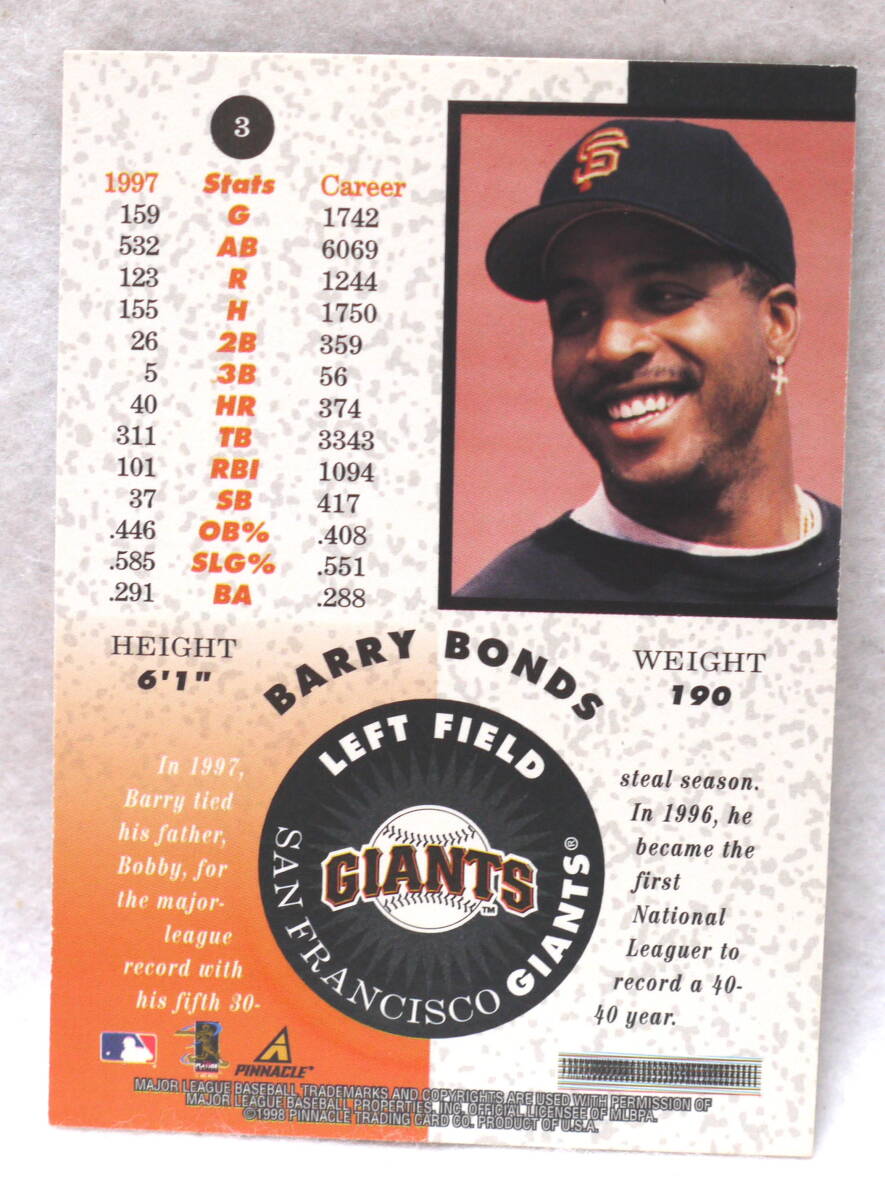 3
1997 Stats Career
159 G 1742
532 AB 6069
123 R 1244
155 H 1750
26 2B 359
5 3B 56
40 HR 374
311 TB 3343
101 RBI 1094
37 SB 417
.446 OB% .408
.585 SLG% .551
.291 BA .288
SF
HEIGHT
6'1"
BARRY BONDS
WEIGHT
190
LEFT FIELD
SAN FRANCISCO GIANTS®
GIANTS™
In 1997,
Barry tied
his father,
Bobby, for
the major-
league
record with
his fifth 30-
steal season.
In 1996, he
became the
first
National
Leaguer to
record a 40-
40 year.
PINNACLE®
MAJOR LEAGUE BASEBALL TRADEMARKS AND COPYRIGHTS ARE USED WITH PERMISSION OF
MAJOR LEAGUE BASEBALL PROPERTIES, INC. OFFICIAL LICENSEE OF MLBPA.
©1998 PINNACLE TRADING CARD CO. PRODUCT OF U.S.A.